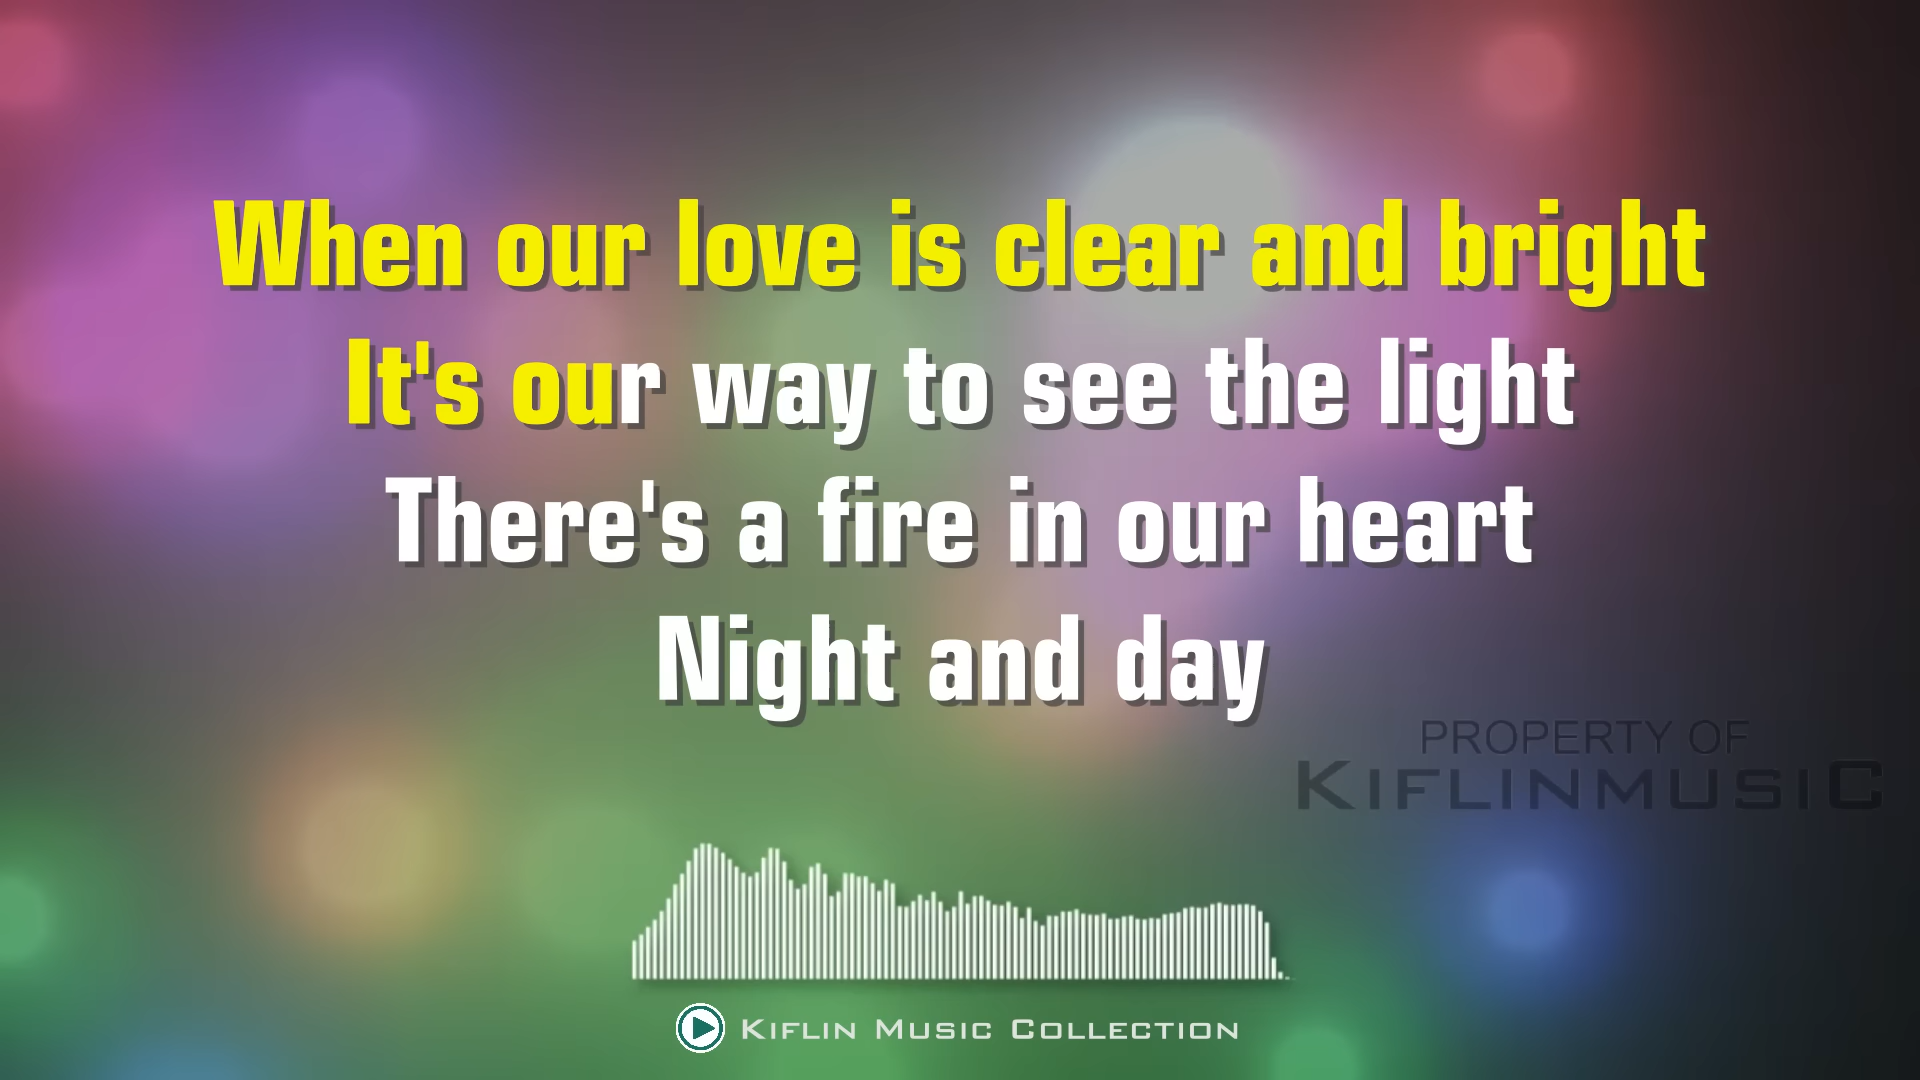 When our love is clear and bright
It's our way to see the light
There's a fire in our heart
Night and day
PROPERTY OF
KIFLINMUSIC
KIFLIN MUSIC COLLECTION